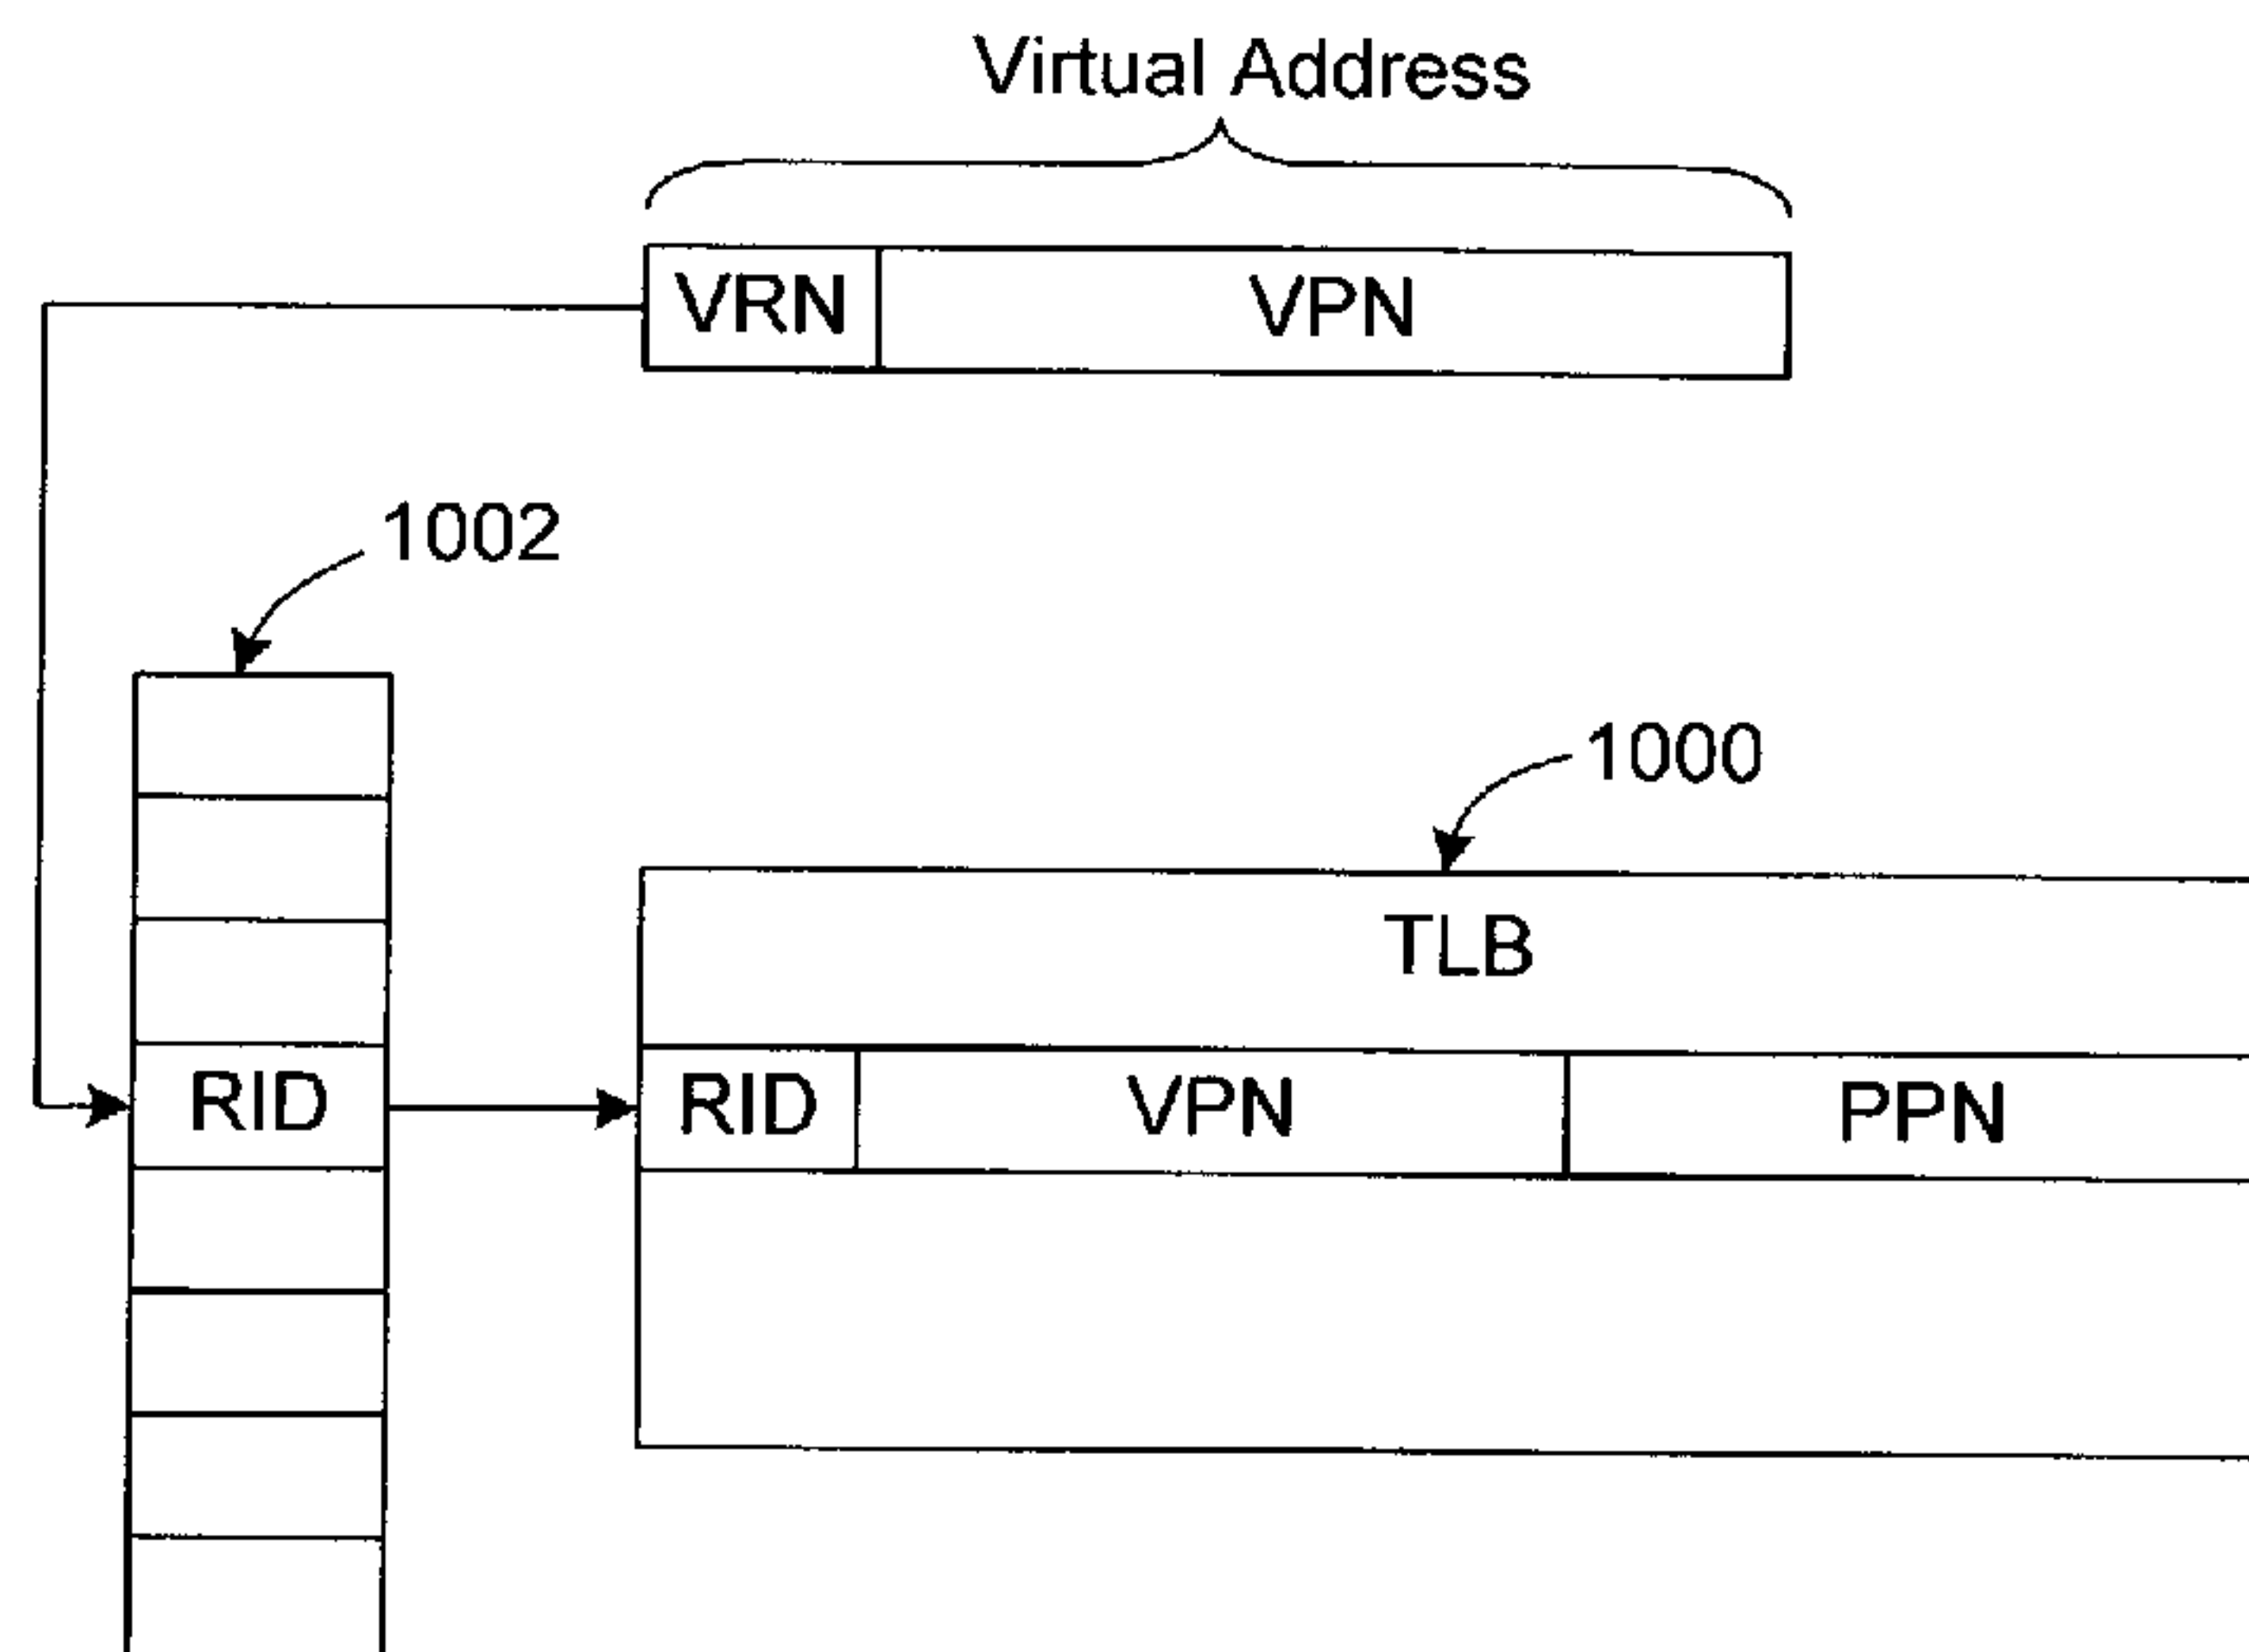 Virtual Address
VRN VPN
1002
1000
TLB
RID RID VPN PPN